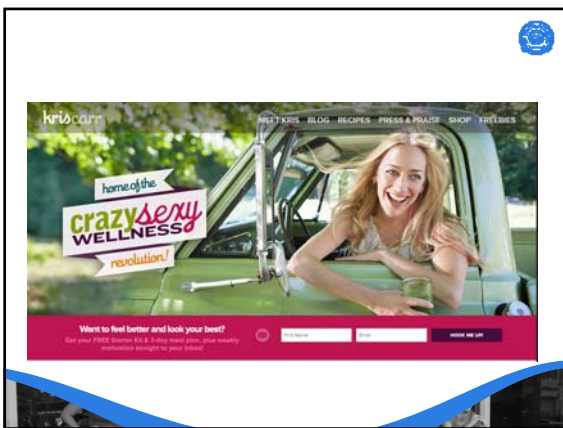 kriscarr
MEET KRIS BLOG RECIPES PRESS & PRAISE SHOP FREEBIES
home of the
crazy sexy
WELLNESS
revolution!
Want to feel better and look your best?
Get your FREE Starter Kit & 3-day meal plan, plus weekly
motivation straight to your inbox!
First Name
Email
HOOK ME UP!